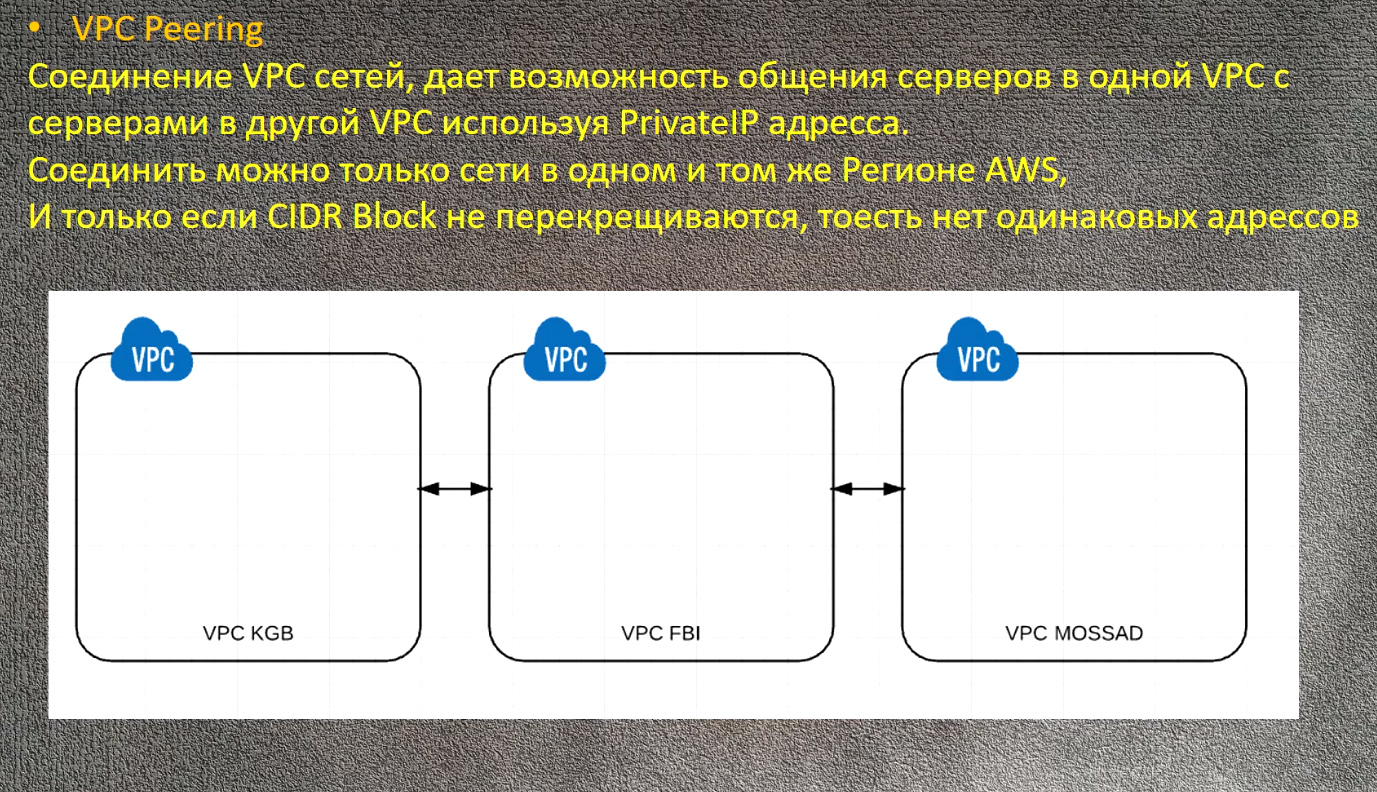 • VPC Peering
Соединение VPC сетей, дает возможность общения серверов в одной VPC с
серверами в другой VPC используя PrivateIP адресса.
Соединить можно только сети в одном и том же Регионе AWS,
И только если CIDR Block не перекрещиваются, тоесть нет одинаковых адрессов
VPC
VPC
VPC
VPC KGB
VPC FBI
VPC MOSSAD